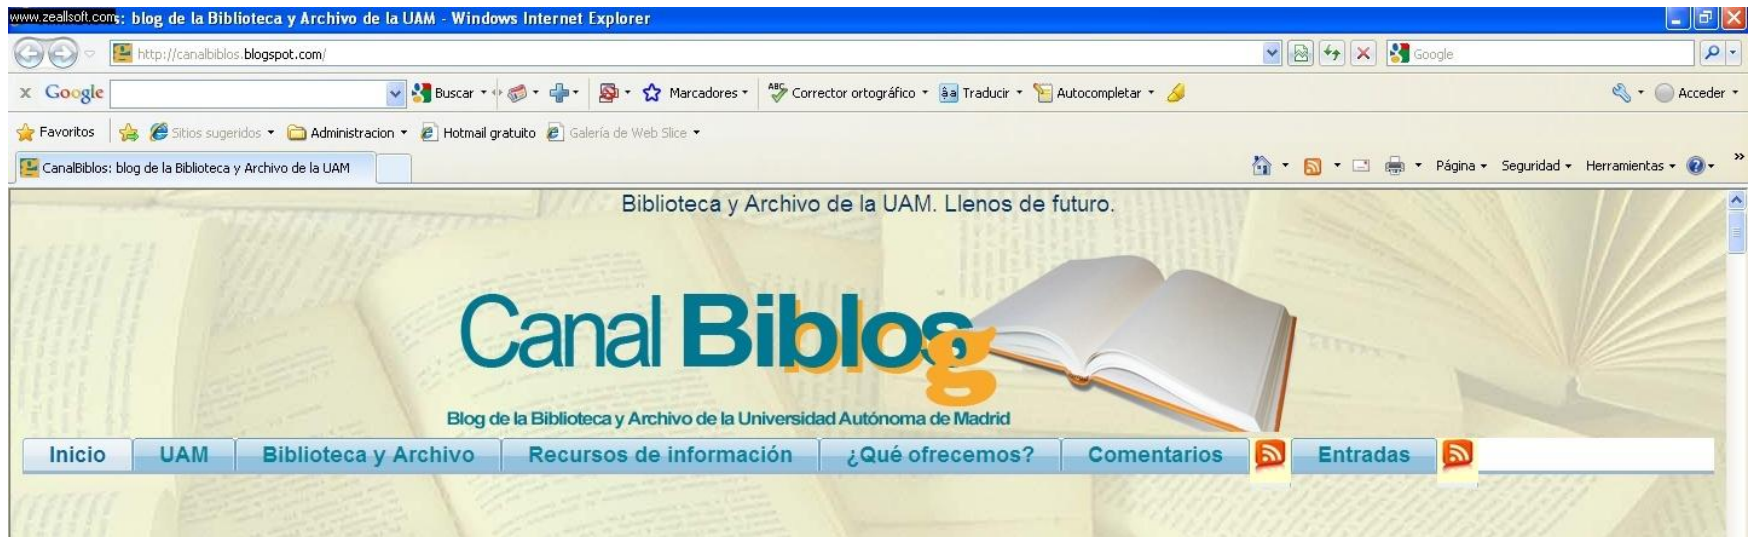 www.zeallsoft.com s: blog de la Biblioteca y Archivo de la UAM - Windows Internet Explorer
http://canalbiblos.blogspot.com/ Google
x Google Buscar Marcadores ABC Corrector ortográfico aä Traducir Autocompletar Acceder
Favoritos Sitios sugeridos Administracion Hotmail gratuito Galería de Web Slice
CanalBiblos: blog de la Biblioteca y Archivo de la UAM Página Seguridad Herramientas »
Biblioteca y Archivo de la UAM. Llenos de futuro.
Canal Biblosg
Blog de la Biblioteca y Archivo de la Universidad Autónoma de Madrid
Inicio UAM Biblioteca y Archivo Recursos de información ¿Qué ofrecemos? Comentarios Entradas